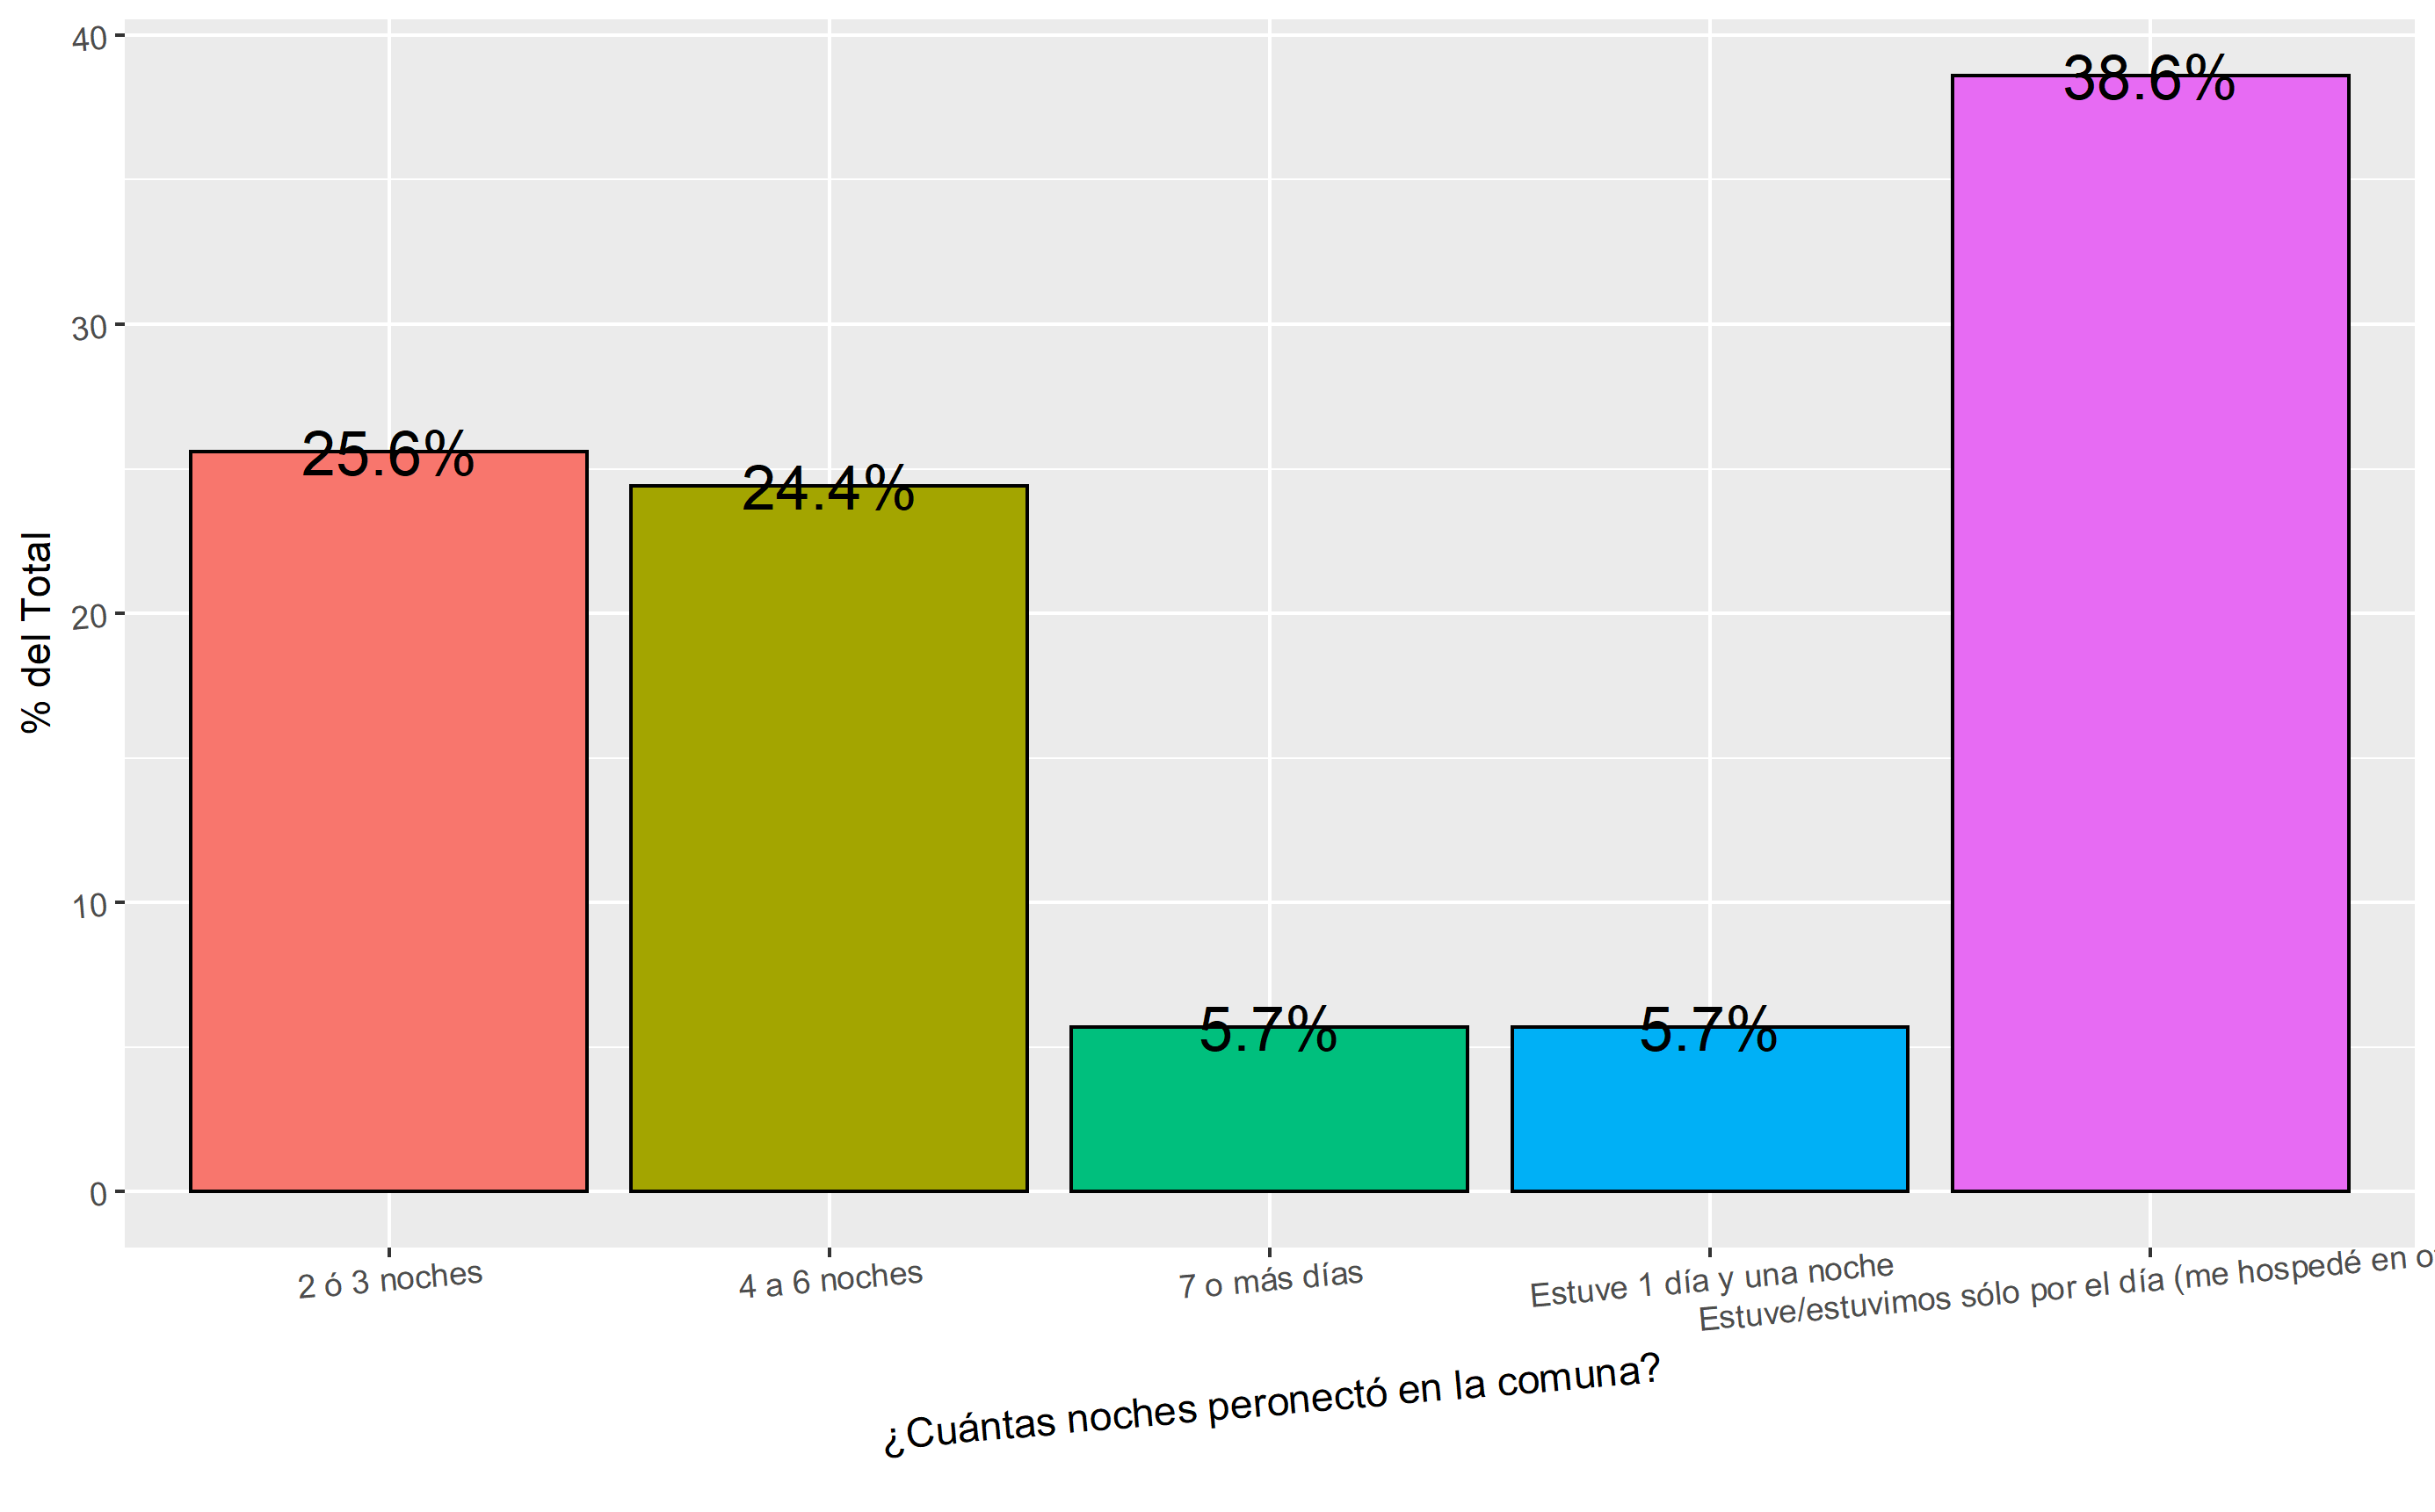 % del Total
40
30
20
10
0
25.6%
24.4%
5.7%
5.7%
38.6%
2 ó 3 noches
4 a 6 noches
7 o más días
Estuve 1 día y una noche
Estuve/estuvimos sólo por el día (me hospedé en
¿Cuántas noches peronectó en la comuna?